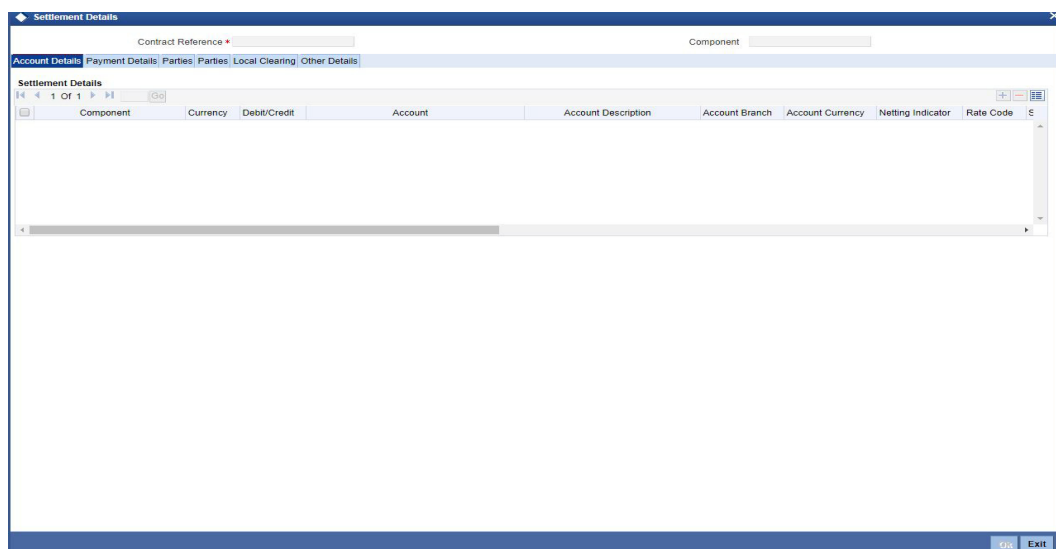 Settlement Details
Contract Reference *
Component
Account Details Payment Details Parties Parties Local Clearing Other Details
Settlement Details
1 Of 1 Go
Component Currency Debit/Credit Account Account Description Account Branch Account Currency Netting Indicator Rate Code S
Exit